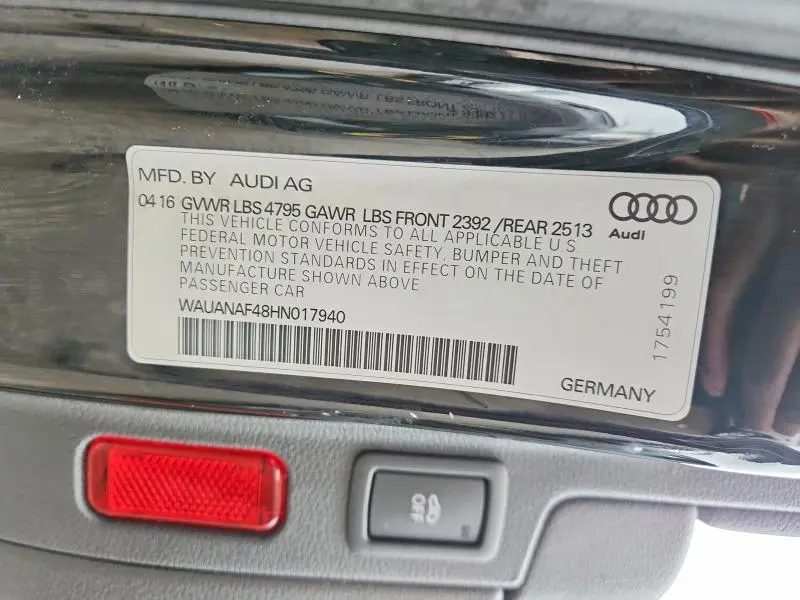 MFD. BY AUDI AG
04 16 GVWR LBS 4795 GAWR LBS FRONT 2392 /REAR 2513
THIS VEHICLE CONFORMS TO ALL APPLICABLE U.S.
FEDERAL MOTOR VEHICLE SAFETY, BUMPER AND THEFT
PREVENTION STANDARDS IN EFFECT ON THE DATE OF
MANUFACTURE SHOWN ABOVE
PASSENGER CAR
WAUANAF48HN017940
Audi
1754199
GERMANY
OFF